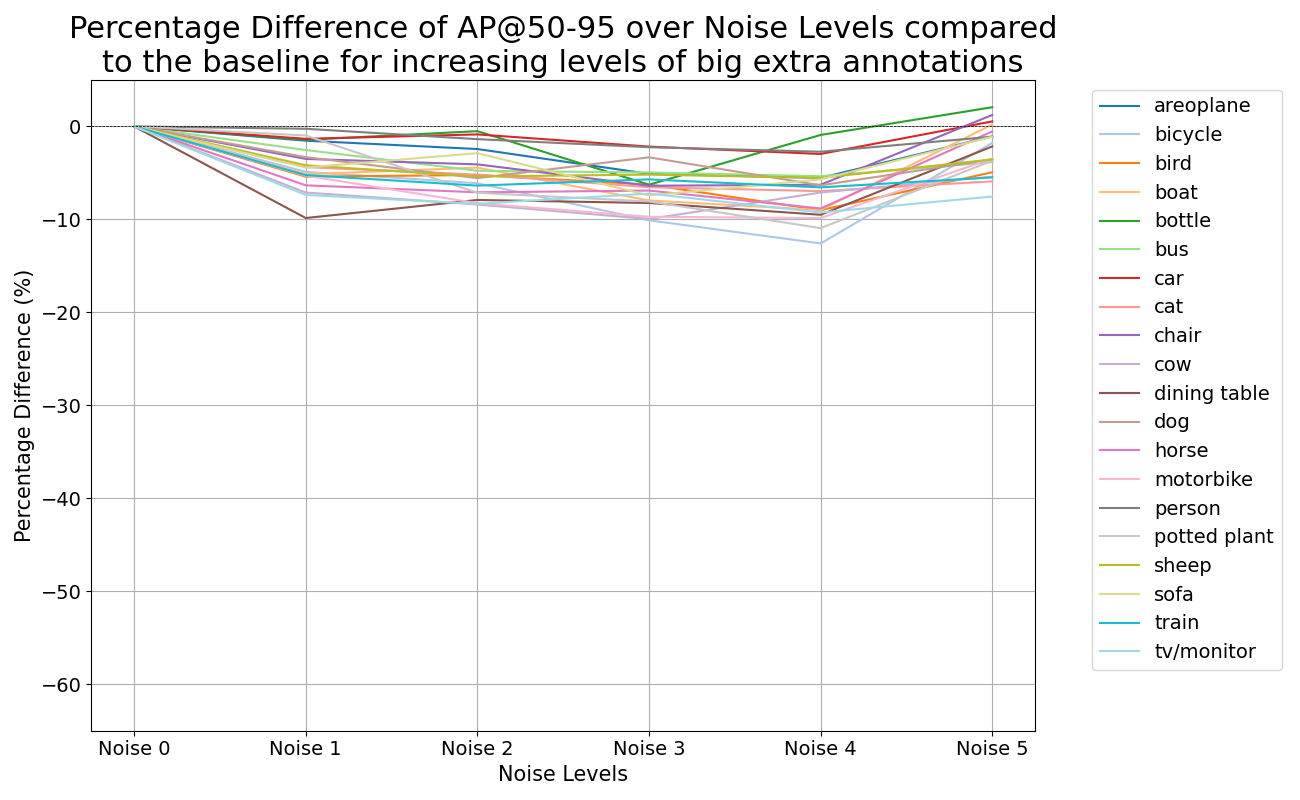 Percentage Difference of AP@50-95 over Noise Levels compared
to the baseline for increasing levels of big extra annotations
Percentage Difference (%)
0
−10
−20
−30
−40
−50
−60
Noise 0
Noise 1
Noise 2
Noise 3
Noise 4
Noise 5
Noise Levels
areoplane
bicycle
bird
boat
bottle
bus
car
cat
chair
cow
dining table
dog
horse
motorbike
person
potted plant
sheep
sofa
train
tv/monitor